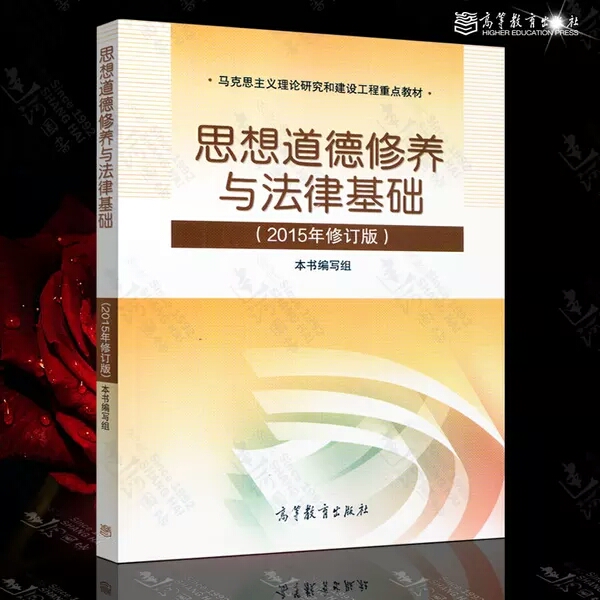 高等教育出版社
HIGHER EDUCATION PRESS
·马克思主义理论研究和建设工程重点教材·
思想道德修养
与法律基础
(2015年修订版)
本书编写组
高等教育出版社
思想道德修养与法律基础
(2015年修订版)
本书编写组
Since 1992
SHANG HAI